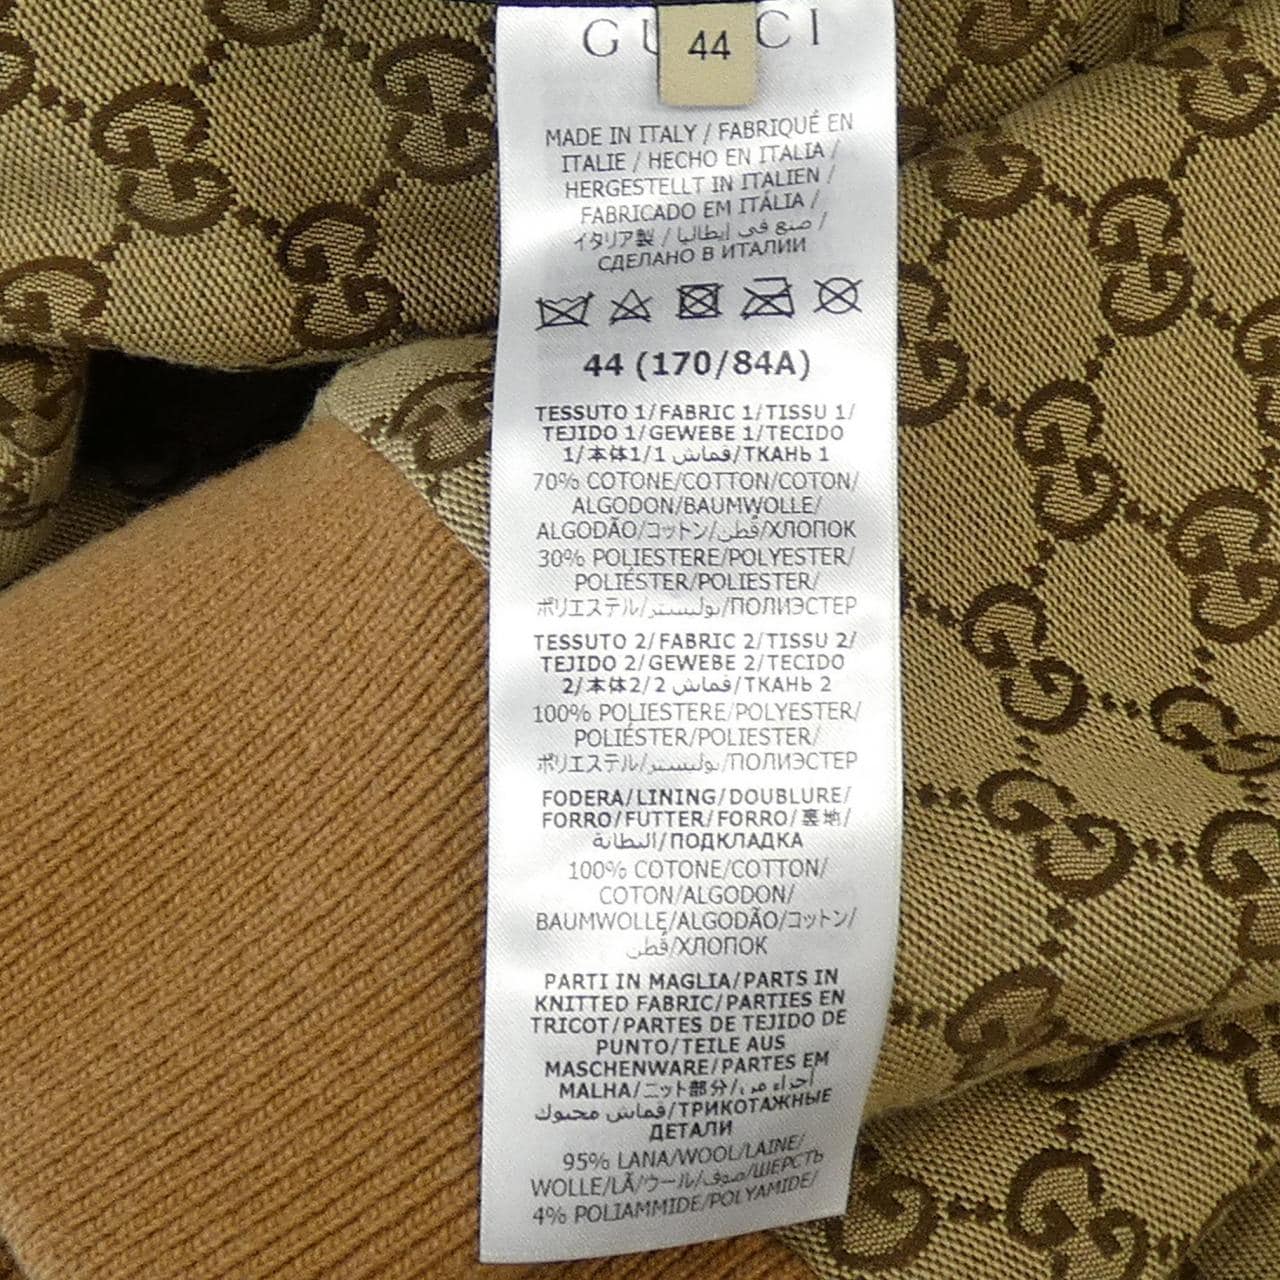 GUCCI
44
MADE IN ITALY / FABRIQUÉ EN
ITALIE / HECHO EN ITALIA /
HERGESTELLT IN ITALIEN /
FABRICADO EM ITÁLIA /
イタリア製 / صنع في إيطاليا /
СДЕЛАНО В ИТАЛИИ
44 (170/84A)
TESSUTO 1/FABRIC 1/TISSU 1/
TEJIDO 1/GEWEBE 1/TECIDO
1/本体1/قماش 1/ТКАНЬ 1
70% COTONE/COTTON/COTON/
ALGODON/BAUMWOLLE/
ALGODÃO/コットン/قطن/ХЛОПОК
30% POLIESTERE/POLYESTER/
POLIÉSTER/POLIESTER/
ポリエステル/بوليستر/ПОЛИЭСТЕР
TESSUTO 2/FABRIC 2/TISSU 2/
TEJIDO 2/GEWEBE 2/TECIDO
2/本体2/قماش 2/ТКАНЬ 2
100% POLIESTERE/POLYESTER/
POLIÉSTER/POLIESTER/
ポリエステル/بوليستر/ПОЛИЭСТЕР
FODERA/LINING/DOUBLURE/
FORRO/FUTTER/FORRO/裏地/
البطانة/ПОДКЛАДКА
100% COTONE/COTTON/
COTON/ALGODON/
BAUMWOLLE/ALGODÃO/コットン/
قطن/ХЛОПОК
PARTI IN MAGLIA/PARTS IN
KNITTED FABRIC/PARTIES EN
TRICOT/PARTES DE TEJIDO DE
PUNTO/TEILE AUS
MASCHENWARE/PARTES EM
MALHA/ニット部分/أجزاء من
قماش محبوك/ТРИКОТАЖНЫЕ
ДЕТАЛИ
95% LANA/WOOL/LAINE/
WOLLE/LÃ/ウール/صوف/ШЕРСТЬ
4% POLIAMMIDE/POLYAMIDE/